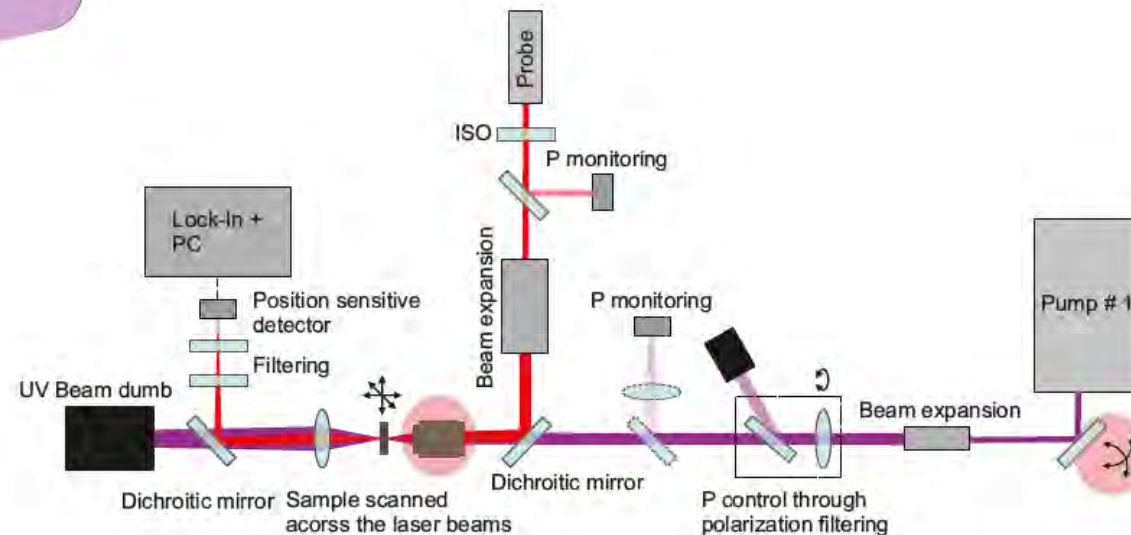 Probe
ISO
P monitoring
Lock-In +
PC
Beam expansion
Position sensitive
detector
P monitoring
Pump # 1
Filtering
UV Beam dumb
Beam expansion
Dichroitic mirror
Sample scanned
acorss the laser beams
Dichroitic mirror
P control through
polarization filtering